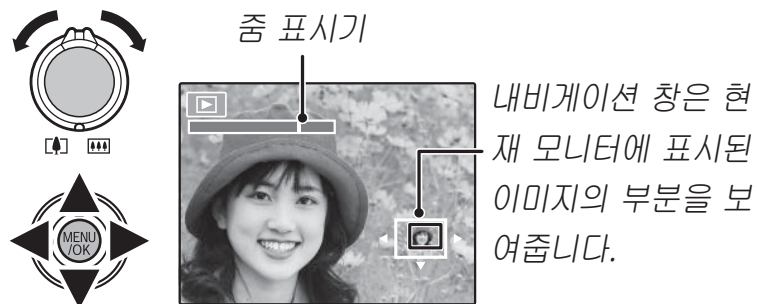 줌 표시기
내비게이션 창은 현
재 모니터에 표시된
이미지의 부분을 보
여줍니다.
MENU
/OK